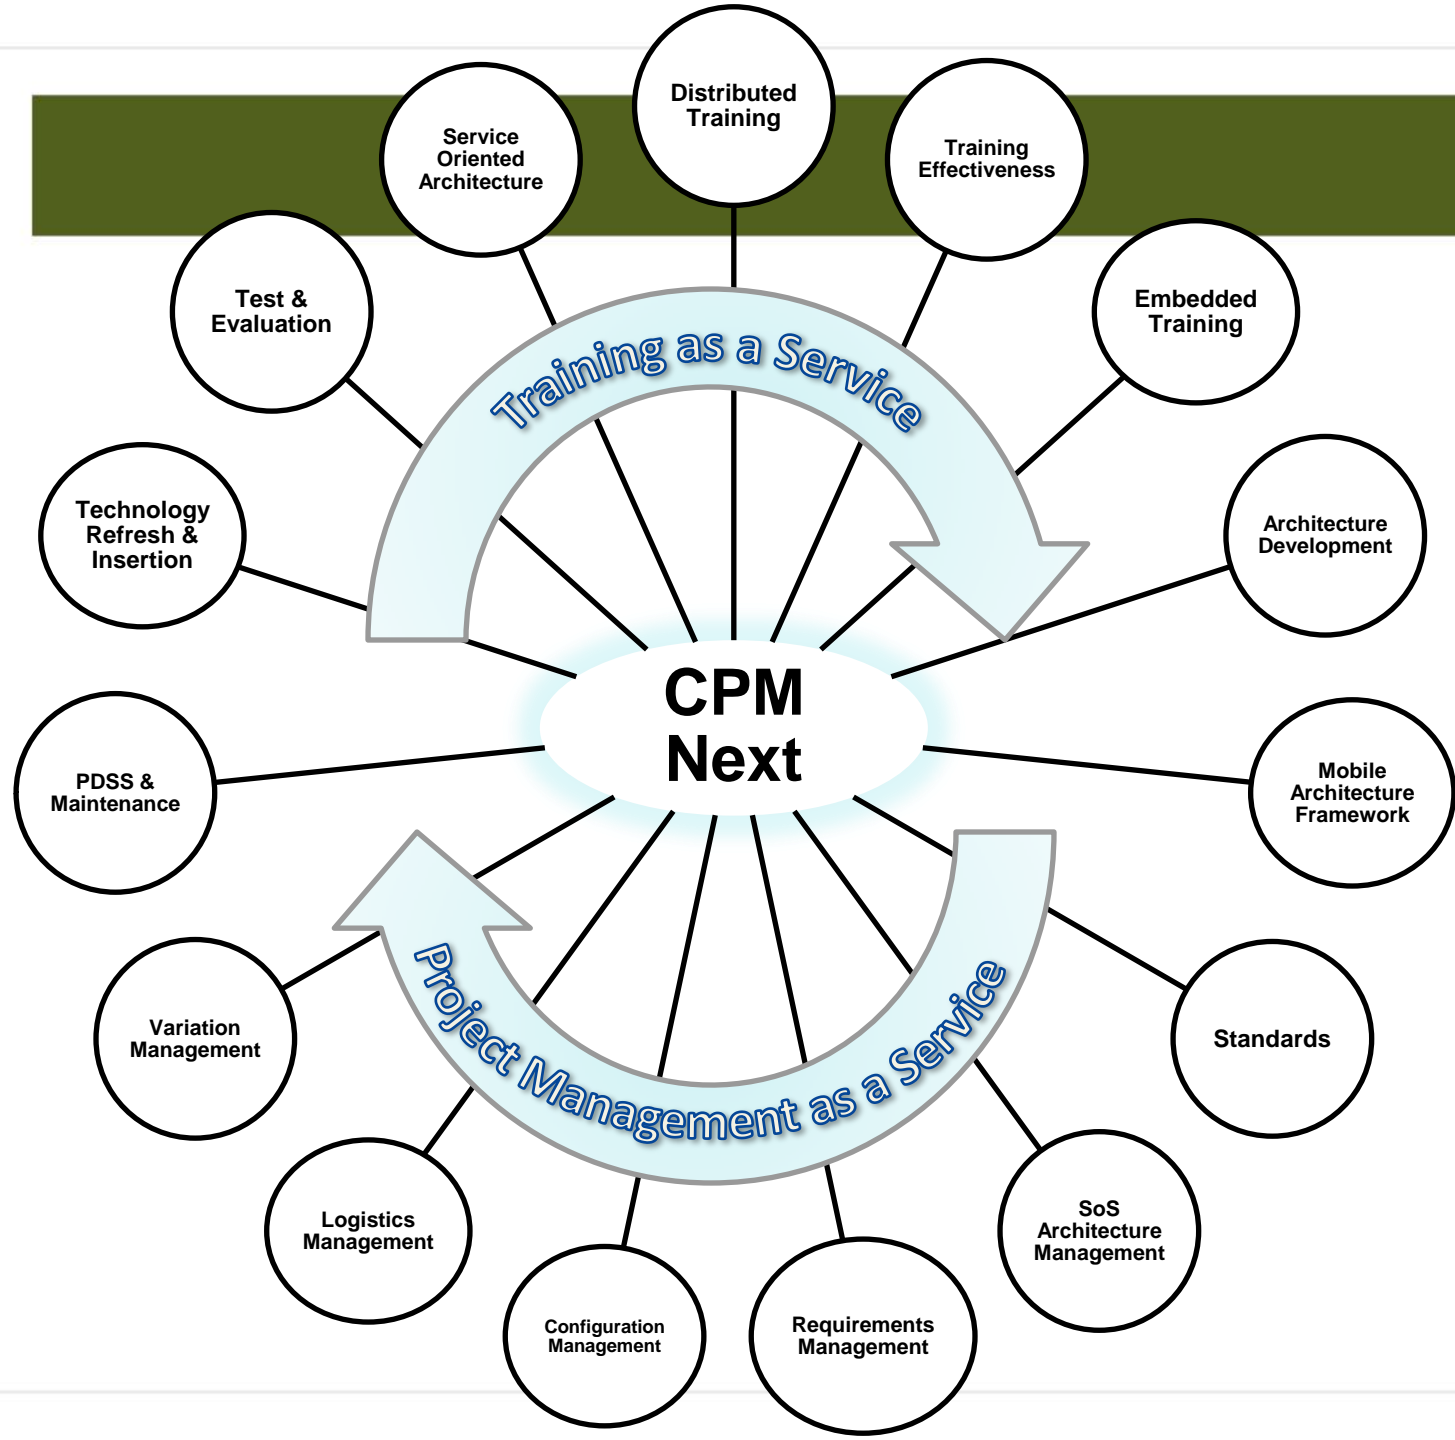 Distributed
Training
Service
Oriented
Architecture
Training
Effectiveness
Test &
Evaluation
Embedded
Training
Training as a Service
Technology
Refresh &
Insertion
Architecture
Development
CPM
Next
PDSS &
Maintenance
Mobile
Architecture
Framework
Project Management as a Service
Variation
Management
Standards
Logistics
Management
SoS
Architecture
Management
Configuration
Management
Requirements
Management